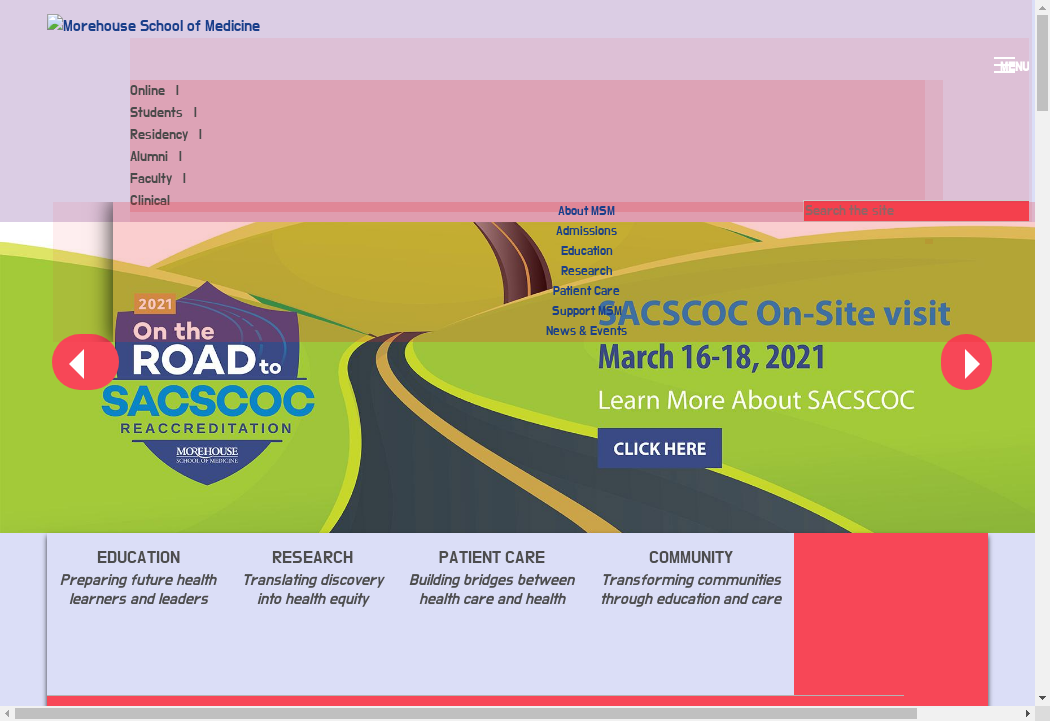 Morehouse School of Medicine
MENU
Online |
Students |
Residency |
Alumni |
Faculty |
Clinical
Search the site
About MSM
Admissions
Education
Research
Patient Care
Support MSM
News & Events
2021
On the
ROAD to
SACSCOC
REACCREDITATION
MOREHOUSE
SCHOOL OF MEDICINE
SACSCOC On-Site visit
March 16-18, 2021
Learn More About SACSCOC
CLICK HERE
EDUCATION
Preparing future health
learners and leaders
RESEARCH
Translating discovery
into health equity
PATIENT CARE
Building bridges between
health care and health
COMMUNITY
Transforming communities
through education and care